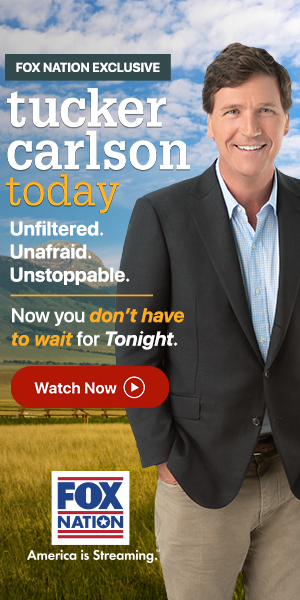 FOX NATION EXCLUSIVE
tucker
carlson
today
Unfiltered.
Unafraid.
Unstoppable.
Now you don't have
to wait for Tonight.
Watch Now
FOX
NATION
America is Streaming.